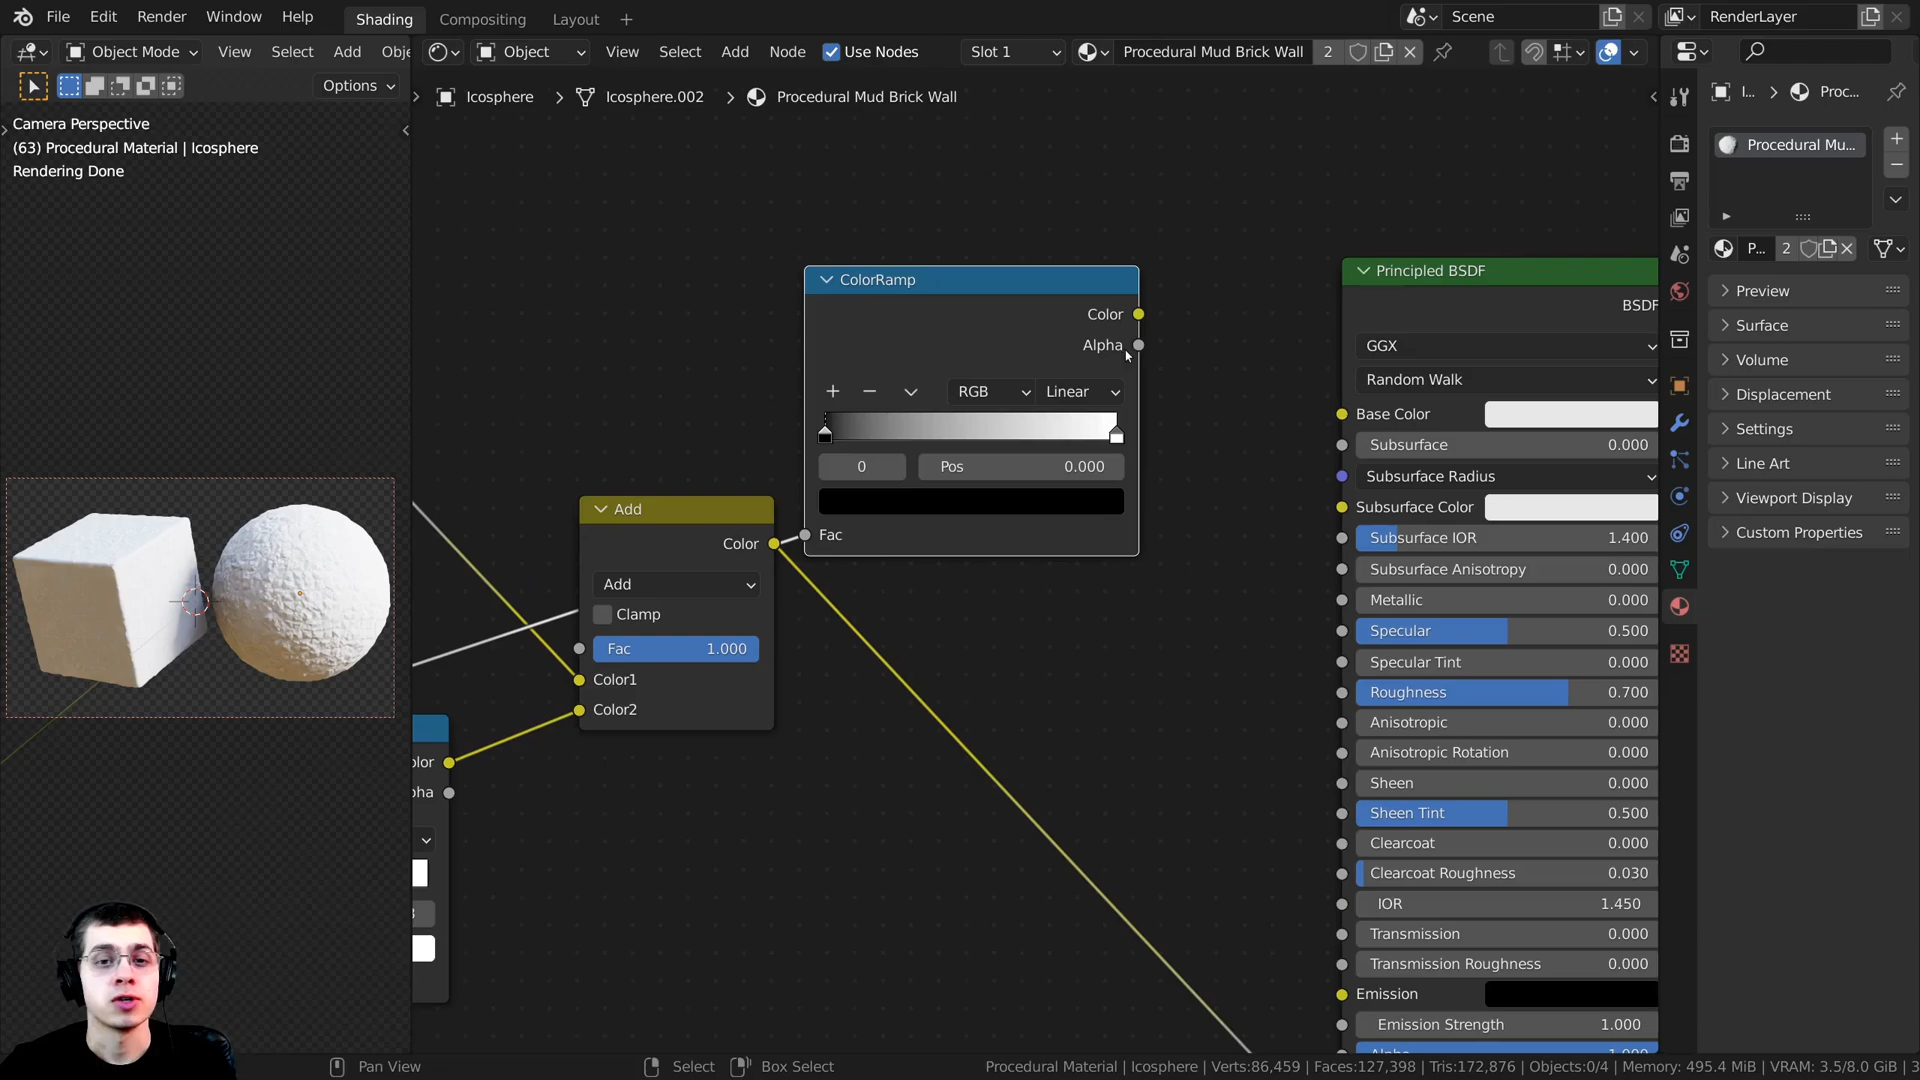 File Edit Render Window Help Shading Compositing Layout + Scene RenderLayer
Object Mode View Select Add Obje Object View Select Add Node Use Nodes Slot 1 Procedural Mud Brick Wall 2
Options
Icosphere > Icosphere.002 > Procedural Mud Brick Wall
I... > Proc...
Camera Perspective
(63) Procedural Material | Icosphere
Rendering Done
Procedural Mu...
P... 2
Preview
Surface
Volume
Displacement
Settings
Line Art
Viewport Display
Custom Properties
ColorRamp
Color
Alpha
RGB Linear
0 Pos 0.000
Fac
Add
Color
Add
Clamp
Fac 1.000
Color1
Color2
olor
pha
Principled BSDF
BSDF
GGX
Random Walk
Base Color
Subsurface 0.000
Subsurface Radius
Subsurface Color
Subsurface IOR 1.400
Subsurface Anisotropy 0.000
Metallic 0.000
Specular 0.500
Specular Tint 0.000
Roughness 0.700
Anisotropic 0.000
Anisotropic Rotation 0.000
Sheen 0.000
Sheen Tint 0.500
Clearcoat 0.000
Clearcoat Roughness 0.030
IOR 1.450
Transmission 0.000
Transmission Roughness 0.000
Emission
Emission Strength 1.000
Pan View Select Box Select Procedural Material | Icosphere | Verts:86,459 | Faces:127,398 | Tris:172,876 | Objects:0/4 | Memory: 495.4 MiB | VRAM: 3.5/8.0 GiB | 3